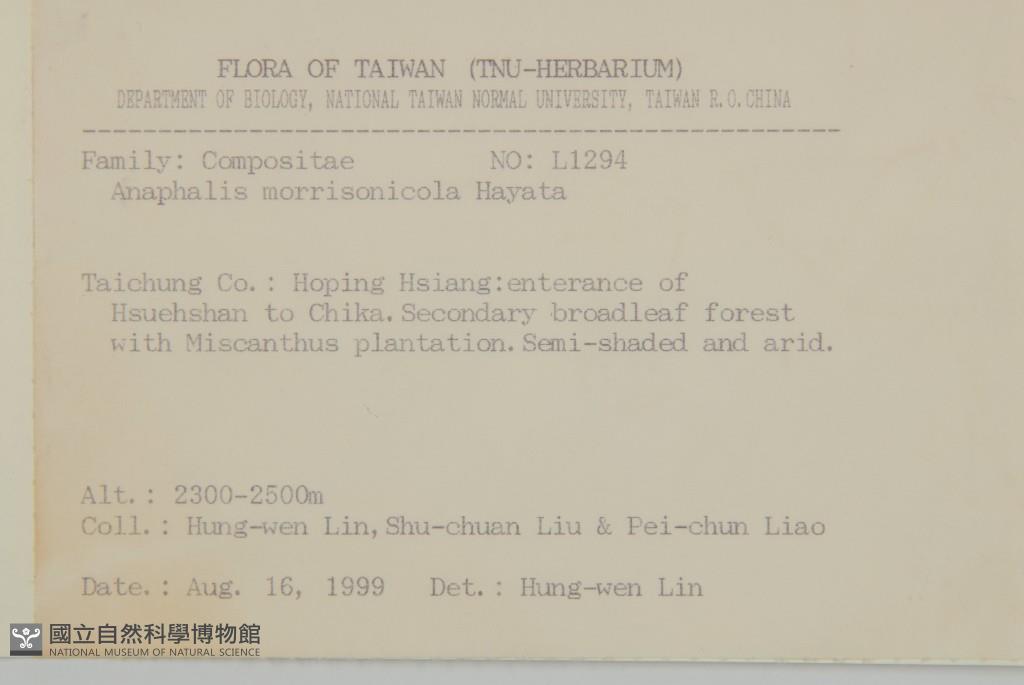 FLORA OF TAIWAN (TNU-HERBARIUM)
DEPARTMENT OF BIOLOGY, NATIONAL TAIWAN NORMAL UNIVERSITY, TAIWAN R.O.CHINA
Family: Compositae NO: L1294
Anaphalis morrisonicola Hayata
Taichung Co.: Hoping Hsiang:enterance of
Hsuehshan to Chika.Secondary broadleaf forest
with Miscanthus plantation.Semi-shaded and arid.
Alt.: 2300-2500m
Coll.: Hung-wen Lin,Shu-chuan Liu & Pei-chun Liao
Date.: Aug. 16, 1999 Det.: Hung-wen Lin
國立自然科學博物館
NATIONAL MUSEUM OF NATURAL SCIENCE